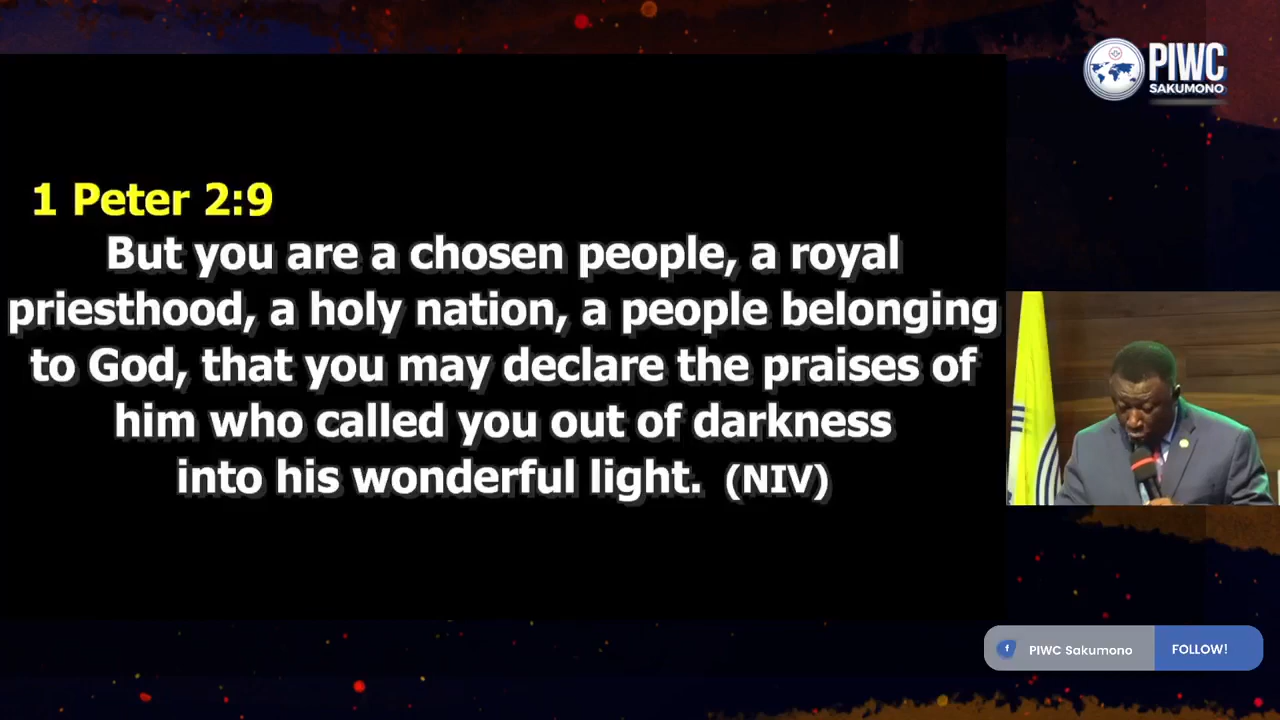 PIWC
SAKUMONO
1 Peter 2:9
But you are a chosen people, a royal
priesthood, a holy nation, a people belonging
to God, that you may declare the praises of
him who called you out of darkness
into his wonderful light. (NIV)
f PIWC Sakumono FOLLOW!